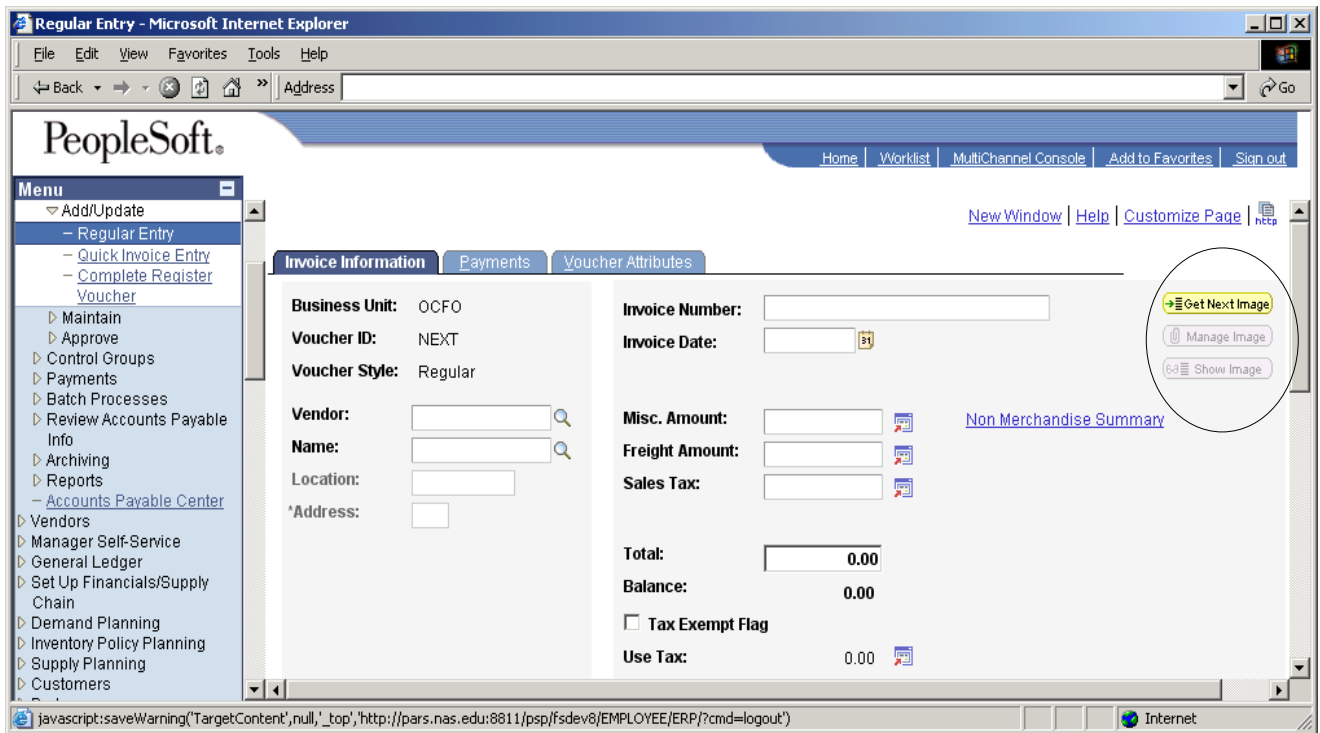 Regular Entry - Microsoft Internet Explorer
File Edit View Favorites Tools Help
Back » Address Go
PeopleSoft®
Home | Worklist | MultiChannel Console | Add to Favorites | Sign out
Menu
Add/Update
– Regular Entry
– Quick Invoice Entry
– Complete Register
Voucher
Maintain
Approve
Control Groups
Payments
Batch Processes
Review Accounts Payable
Info
Archiving
Reports
– Accounts Payable Center
Vendors
Manager Self-Service
General Ledger
Set Up Financials/Supply
Chain
Demand Planning
Inventory Policy Planning
Supply Planning
Customers
New Window | Help | Customize Page | http
Invoice Information Payments Voucher Attributes
Business Unit: OCFO
Voucher ID: NEXT
Voucher Style: Regular
Vendor:
Name:
Location:
*Address:
Invoice Number:
Invoice Date: 31
Misc. Amount: Non Merchandise Summary
Freight Amount:
Sales Tax:
Total: 0.00
Balance: 0.00
Tax Exempt Flag
Use Tax: 0.00
Get Next Image
Manage Image
Show Image
javascript:saveWarning('TargetContent',null,'_top','http://pars.nas.edu:8811/psp/fsdev8/EMPLOYEE/ERP/?cmd=logout') Internet